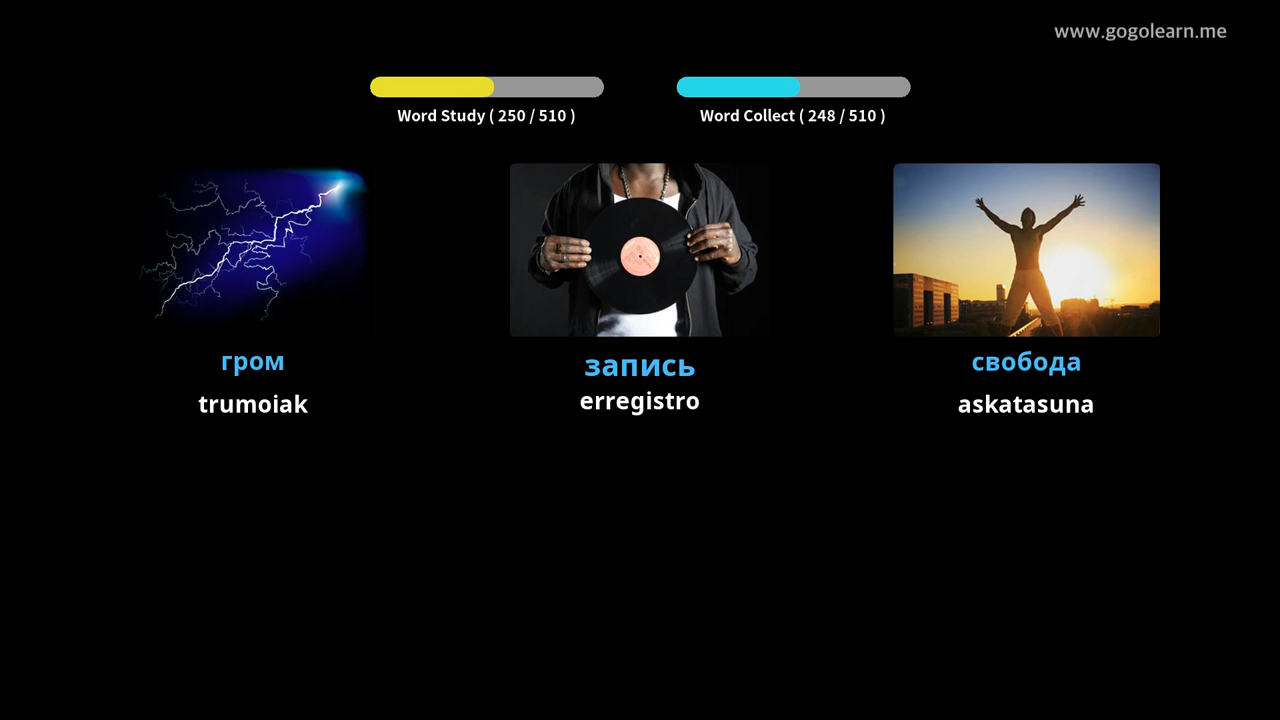 www.gogolearn.me
Word Study ( 250 / 510 )
Word Collect ( 248 / 510 )
гром
запись
свобода
trumoiak
erregistro
askatasuna